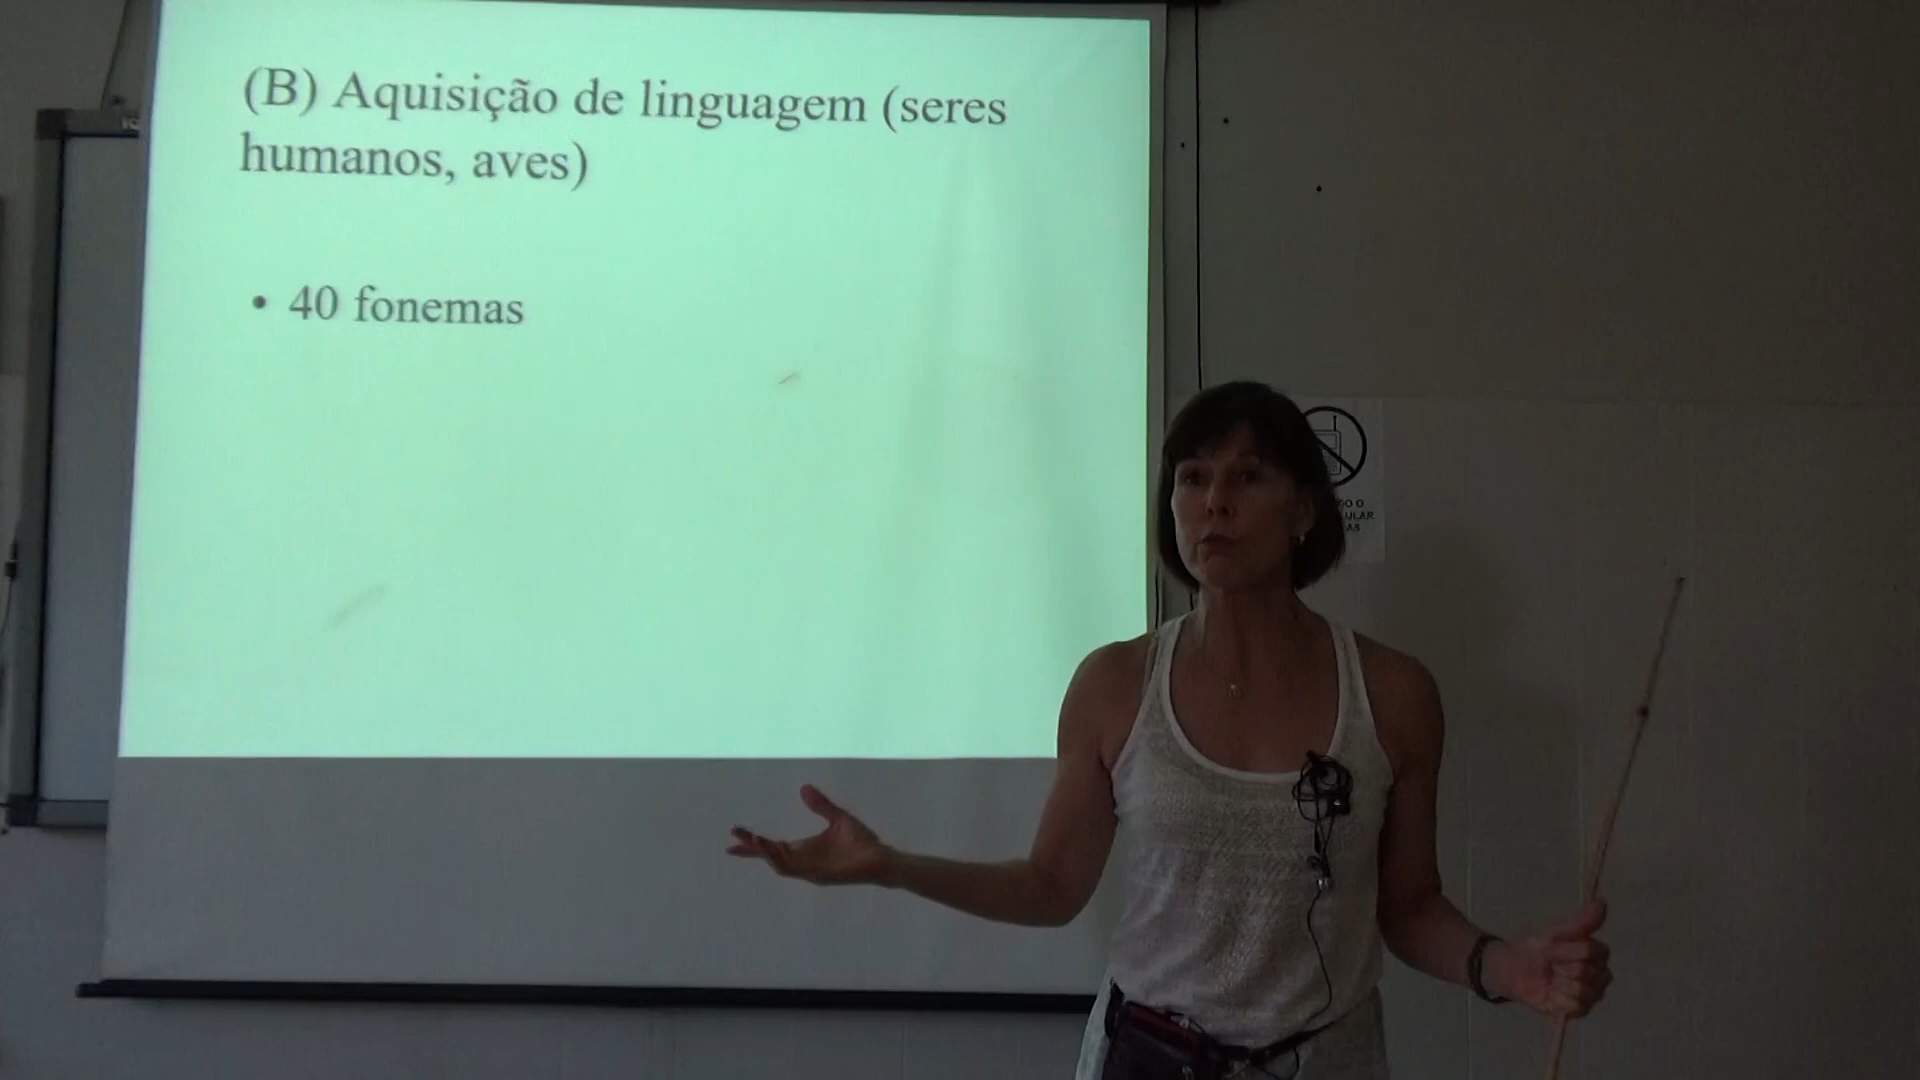 (B) Aquisição de linguagem (seres
humanos, aves)
• 40 fonemas